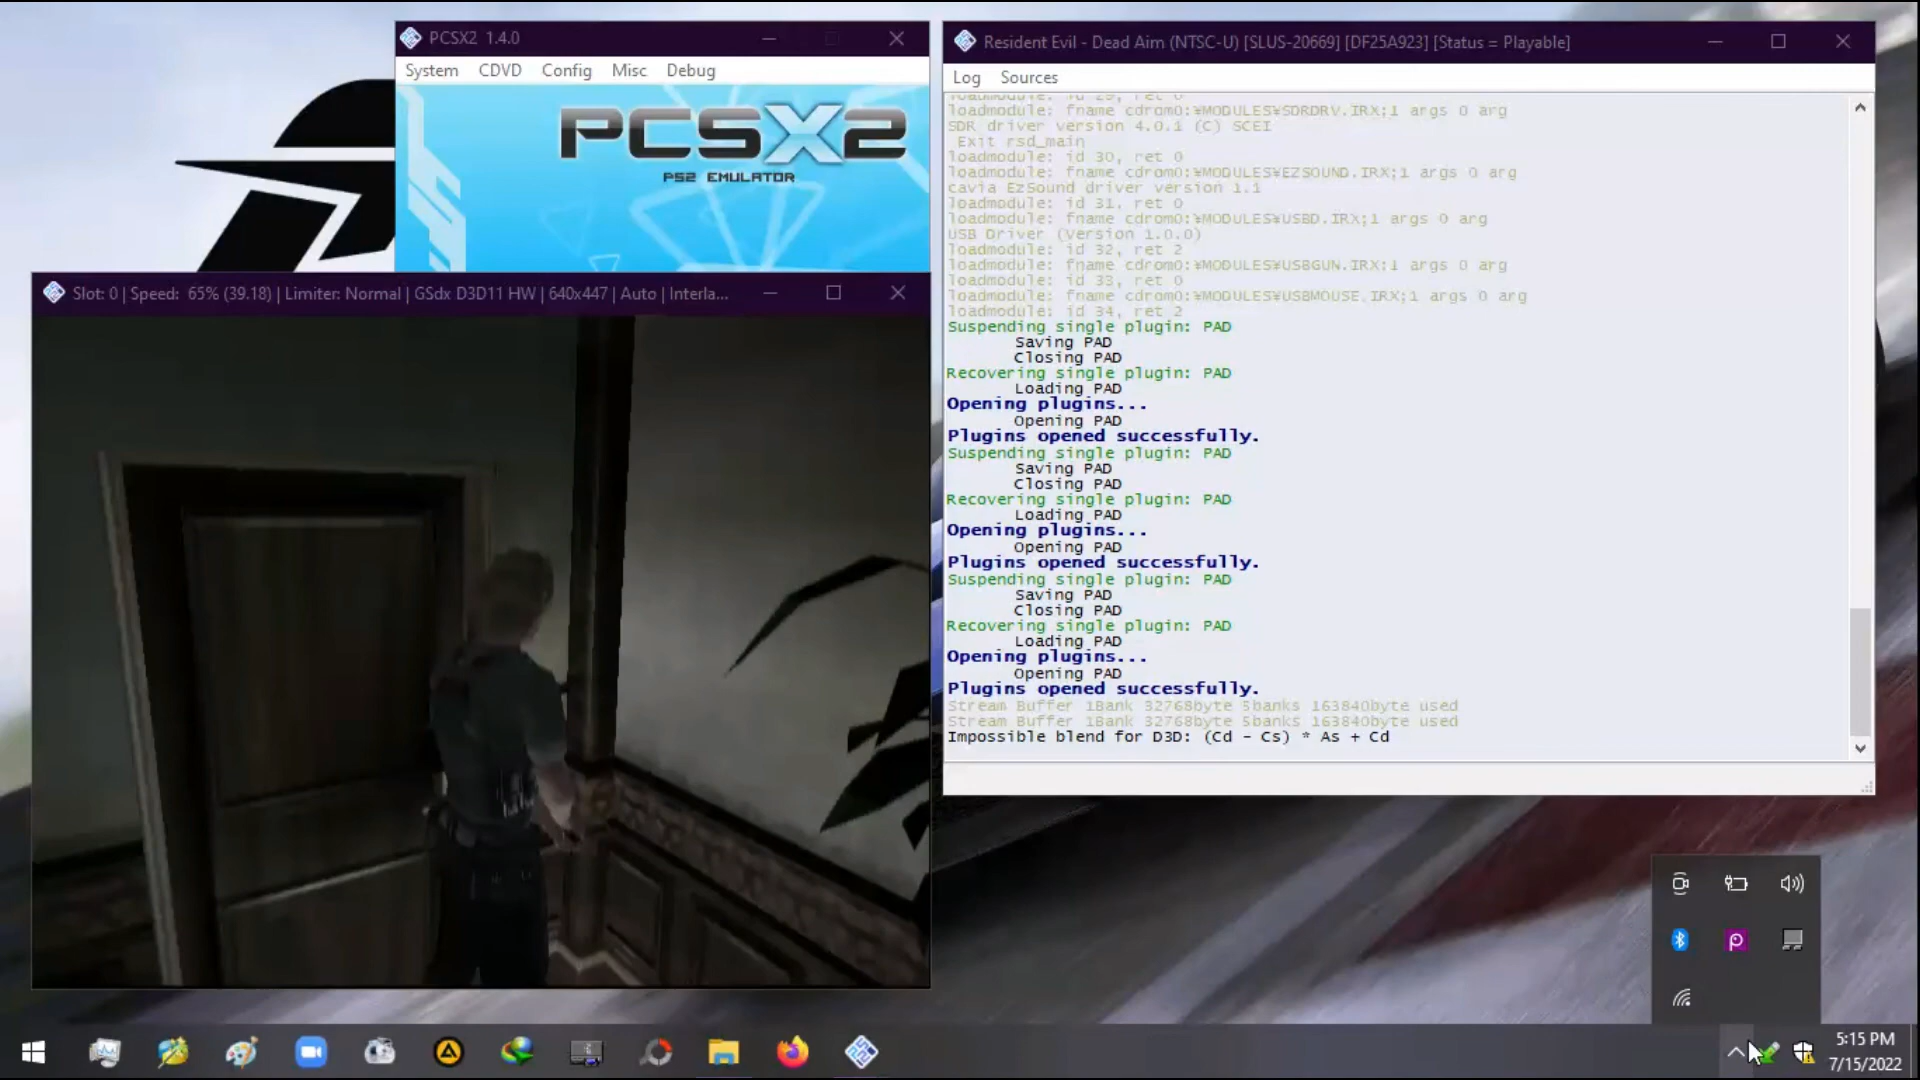 PCSX2 1.4.0
System CDVD Config Misc Debug
PCSX2
PS2 EMULATOR
Slot: 0 | Speed: 65% (39.18) | Limiter: Normal | GSdx D3D11 HW | 640x447 | Auto | Interla...
Resident Evil - Dead Aim (NTSC-U) [SLUS-20669] [DF25A923] [Status = Playable]
Log Sources
loadmodule: id 29, ret 0
loadmodule: fname cdrom0:¥MODULES¥SDRDRV.IRX;1 args 0 arg
SDR driver version 4.0.1 (C) SCEI
Exit rsd_main
loadmodule: id 30, ret 0
loadmodule: fname cdrom0:¥MODULES¥EZSOUND.IRX;1 args 0 arg
cavia EzSound driver version 1.1
loadmodule: id 31, ret 0
loadmodule: fname cdrom0:¥MODULES¥USBD.IRX;1 args 0 arg
USB Driver (Version 1.0.0)
loadmodule: id 32, ret 2
loadmodule: fname cdrom0:¥MODULES¥USBGUN.IRX;1 args 0 arg
loadmodule: id 33, ret 0
loadmodule: fname cdrom0:¥MODULES¥USBMOUSE.IRX;1 args 0 arg
loadmodule: id 34, ret 2
Suspending single plugin: PAD
Saving PAD
Closing PAD
Recovering single plugin: PAD
Loading PAD
Opening plugins...
Opening PAD
Plugins opened successfully.
Suspending single plugin: PAD
Saving PAD
Closing PAD
Recovering single plugin: PAD
Loading PAD
Opening plugins...
Opening PAD
Plugins opened successfully.
Suspending single plugin: PAD
Saving PAD
Closing PAD
Recovering single plugin: PAD
Loading PAD
Opening plugins...
Opening PAD
Plugins opened successfully.
Stream Buffer 1Bank 32768byte 5banks 163840byte used
Stream Buffer 1Bank 32768byte 5banks 163840byte used
Impossible blend for D3D: (Cd - Cs) * As + Cd
5:15 PM
7/15/2022